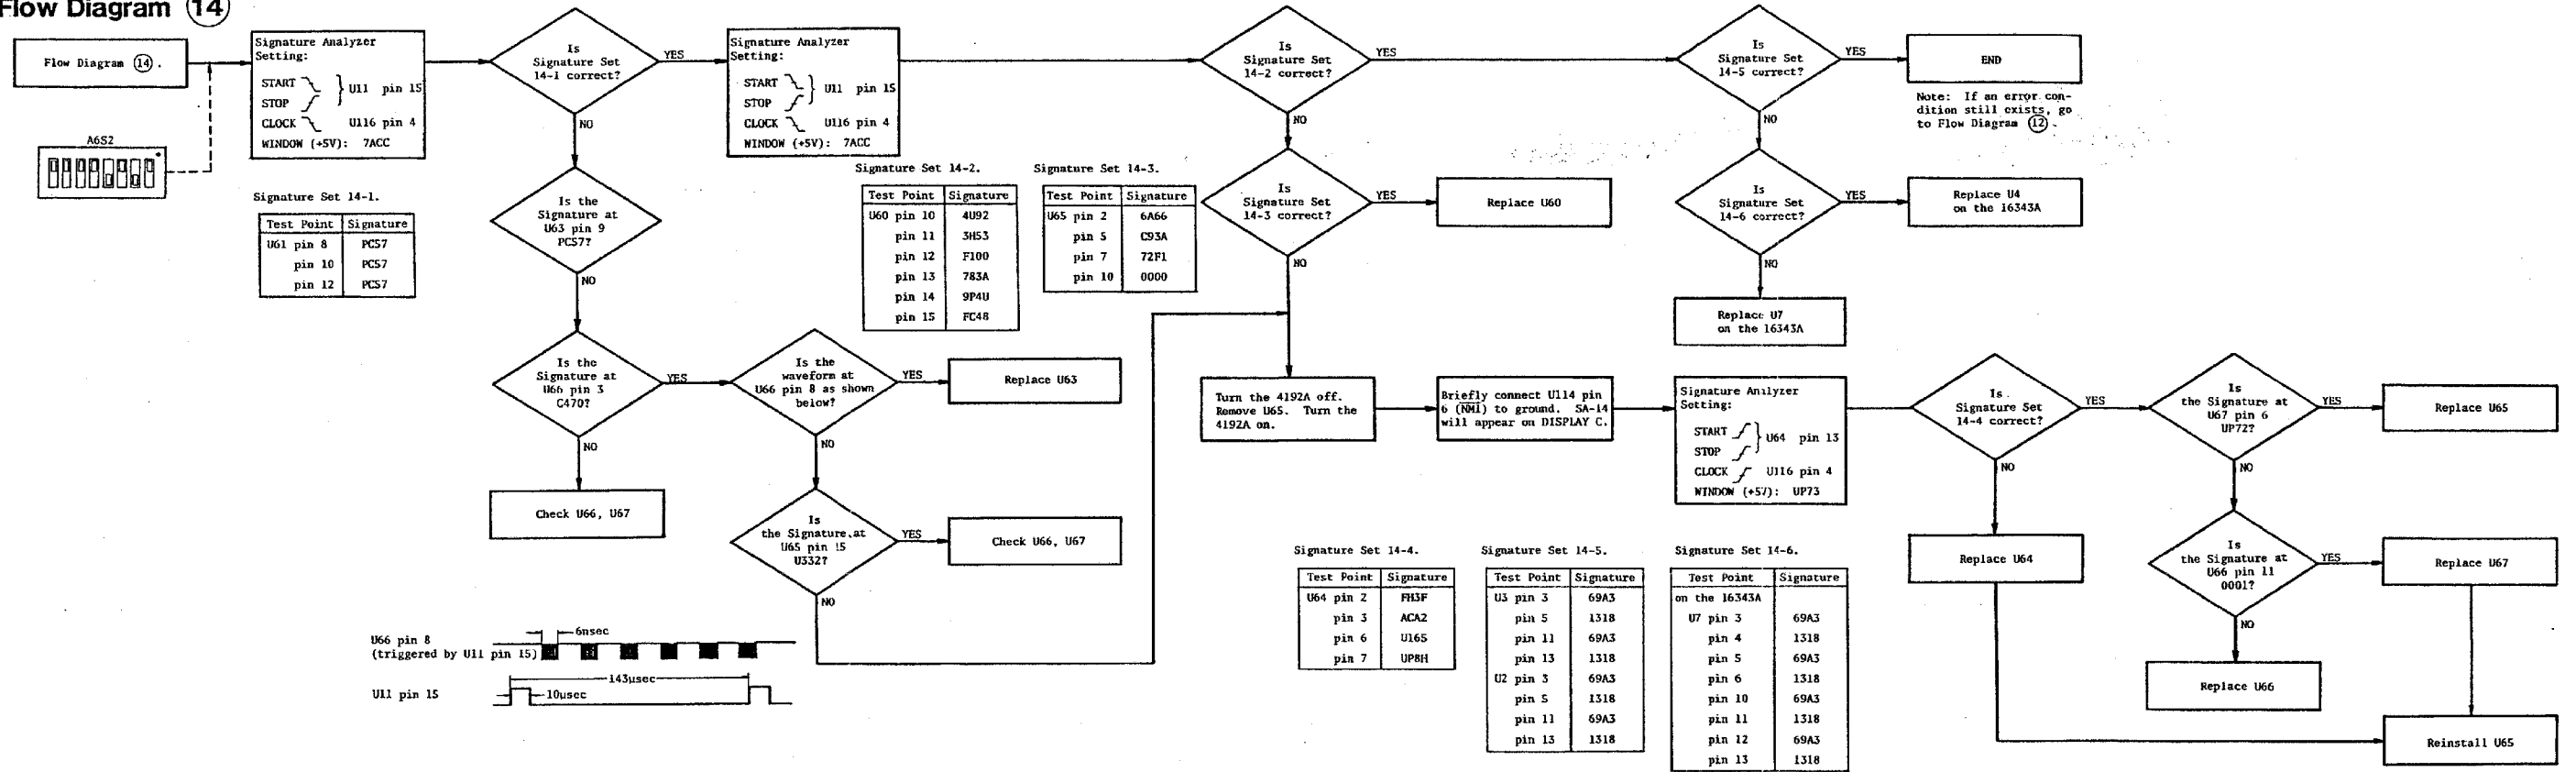 Flow Diagram 14
Flow Diagram 14.
A6S2
Signature Analyzer
Setting:
START
STOP
U11 pin 15
CLOCK U116 pin 4
WINDOW (+5V): 7ACC
Signature Set 14-1.
Test Point Signature
U61 pin 8 PC57
pin 10 PC57
pin 12 PC57
Is
Signature Set
14-1 correct?
YES
NO
Signature Analyzer
Setting:
START
STOP
U11 pin 15
CLOCK U116 pin 4
WINDOW (+5V): 7ACC
Is the
Signature at
U63 pin 9
PC57?
NO
Is the
Signature at
U66 pin 3
C470?
YES
NO
Check U66, U67
Is the
waveform at
U66 pin 8 as shown
below?
YES
NO
Replace U63
Is
the Signature at
U65 pin 15
U332?
YES
NO
Check U66, U67
Signature Set 14-2.
Test Point Signature
U60 pin 10 4U92
pin 11 3H53
pin 12 F100
pin 13 783A
pin 14 9P4U
pin 15 FC48
Signature Set 14-3.
Test Point Signature
U65 pin 2 6A66
pin 5 C93A
pin 7 72F1
pin 10 0000
Is
Signature Set
14-2 correct?
YES
NO
Is
Signature Set
14-3 correct?
YES
NO
Replace U60
Is
Signature Set
14-5 correct?
YES
NO
END
Note: If an error con-
dition still exists, go
to Flow Diagram 12.
Is
Signature Set
14-6 correct?
YES
NO
Replace U4
on the 16343A
Replace U7
on the 16343A
Turn the 4192A off.
Remove U65. Turn the
4192A on.
Briefly connect U114 pin
6 (NMI) to ground. SA-14
will appear on DISPLAY C.
Signature Analyzer
Setting:
START
STOP
U64 pin 13
CLOCK U116 pin 4
WINDOW (+5V): UP73
Is
Signature Set
14-4 correct?
YES
NO
Is
the Signature at
U67 pin 6
UP72?
YES
NO
Replace U65
Replace U64
Is
the Signature at
U66 pin 11
0001?
YES
NO
Replace U67
Replace U66
Reinstall U65
Signature Set 14-4.
Test Point Signature
U64 pin 2 FH3F
pin 3 ACA2
pin 6 U165
pin 7 UP8H
Signature Set 14-5.
Test Point Signature
U3 pin 3 69A3
pin 5 1318
pin 11 69A3
pin 13 1318
U2 pin 3 69A3
pin 5 1318
pin 11 69A3
pin 13 1318
Signature Set 14-6.
Test Point Signature
on the 16343A
U7 pin 3 69A3
pin 4 1318
pin 5 69A3
pin 6 1318
pin 10 69A3
pin 11 1318
pin 12 69A3
pin 13 1318
U66 pin 8
(triggered by U11 pin 15)
6nsec
U11 pin 15
143µsec
10µsec